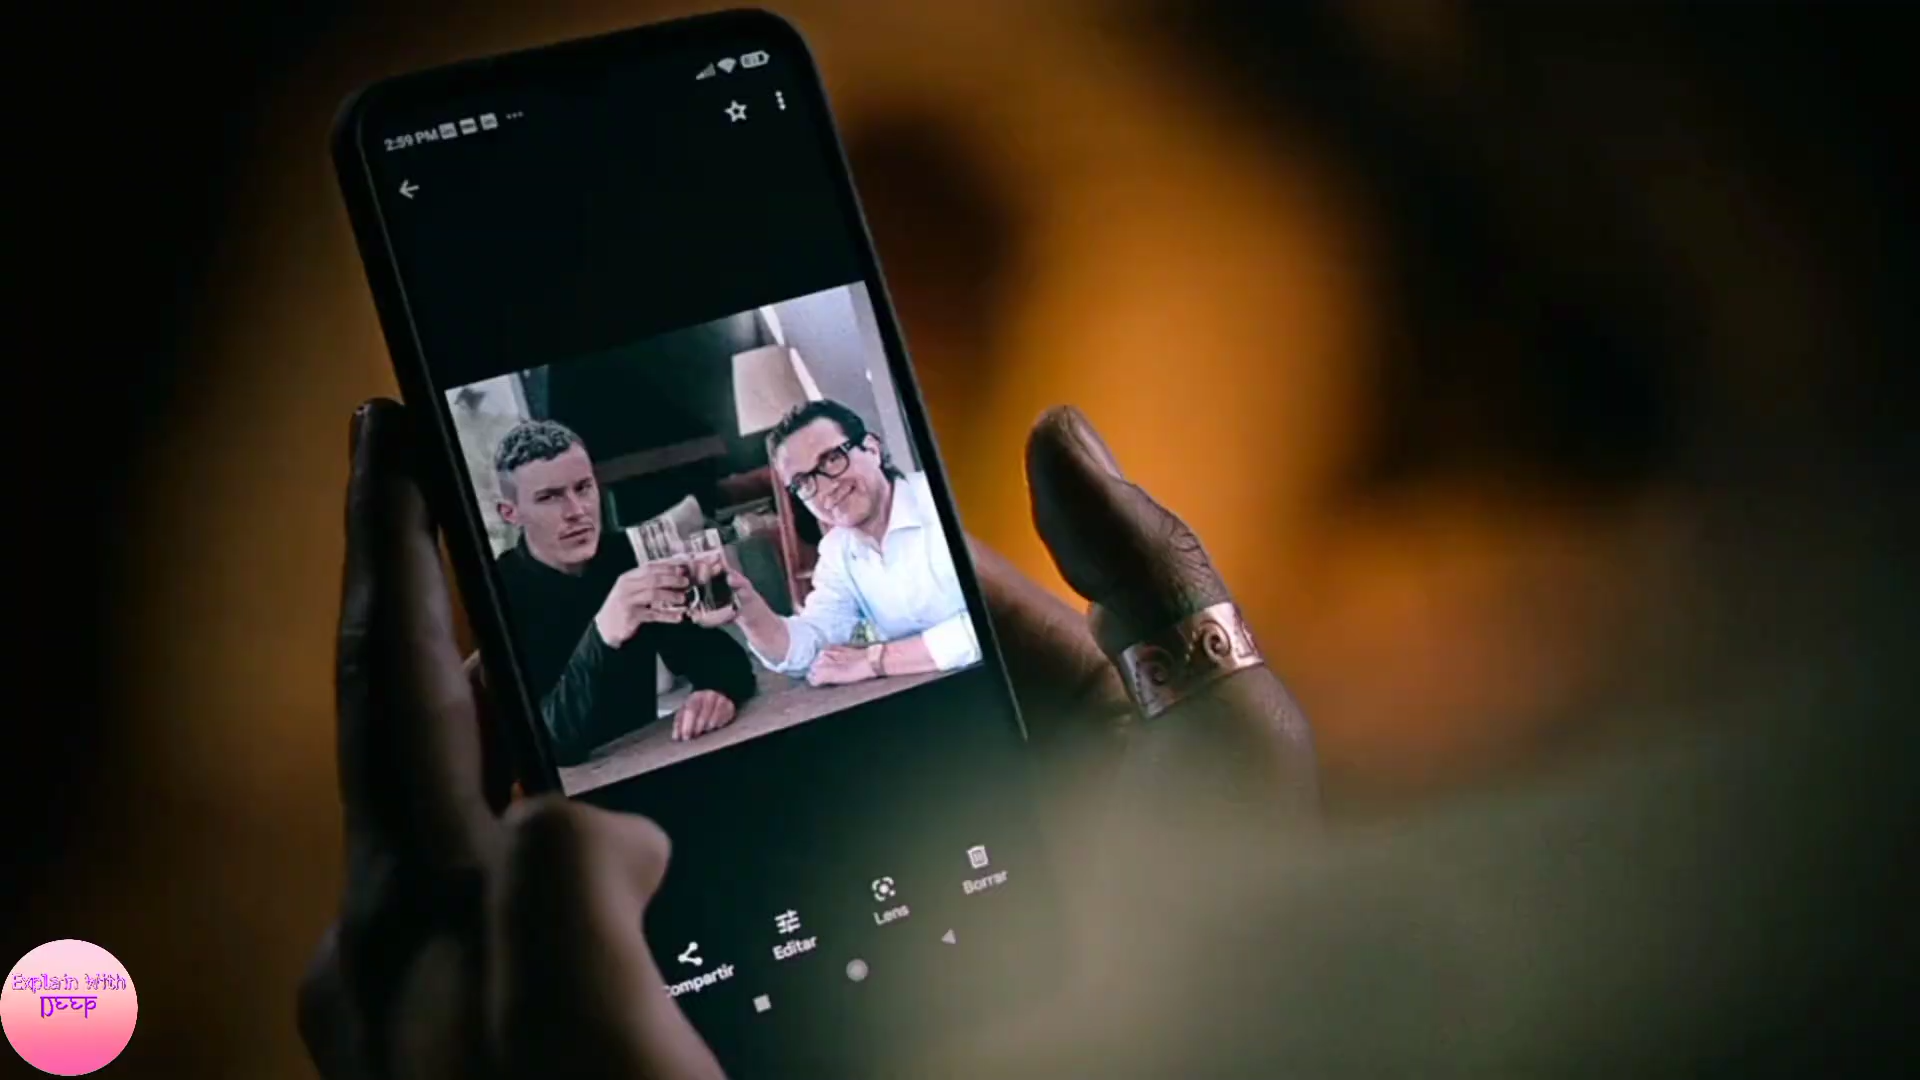 2:59 PM
Compartir
Editar
Lens
Borrar
Explain with
Deep